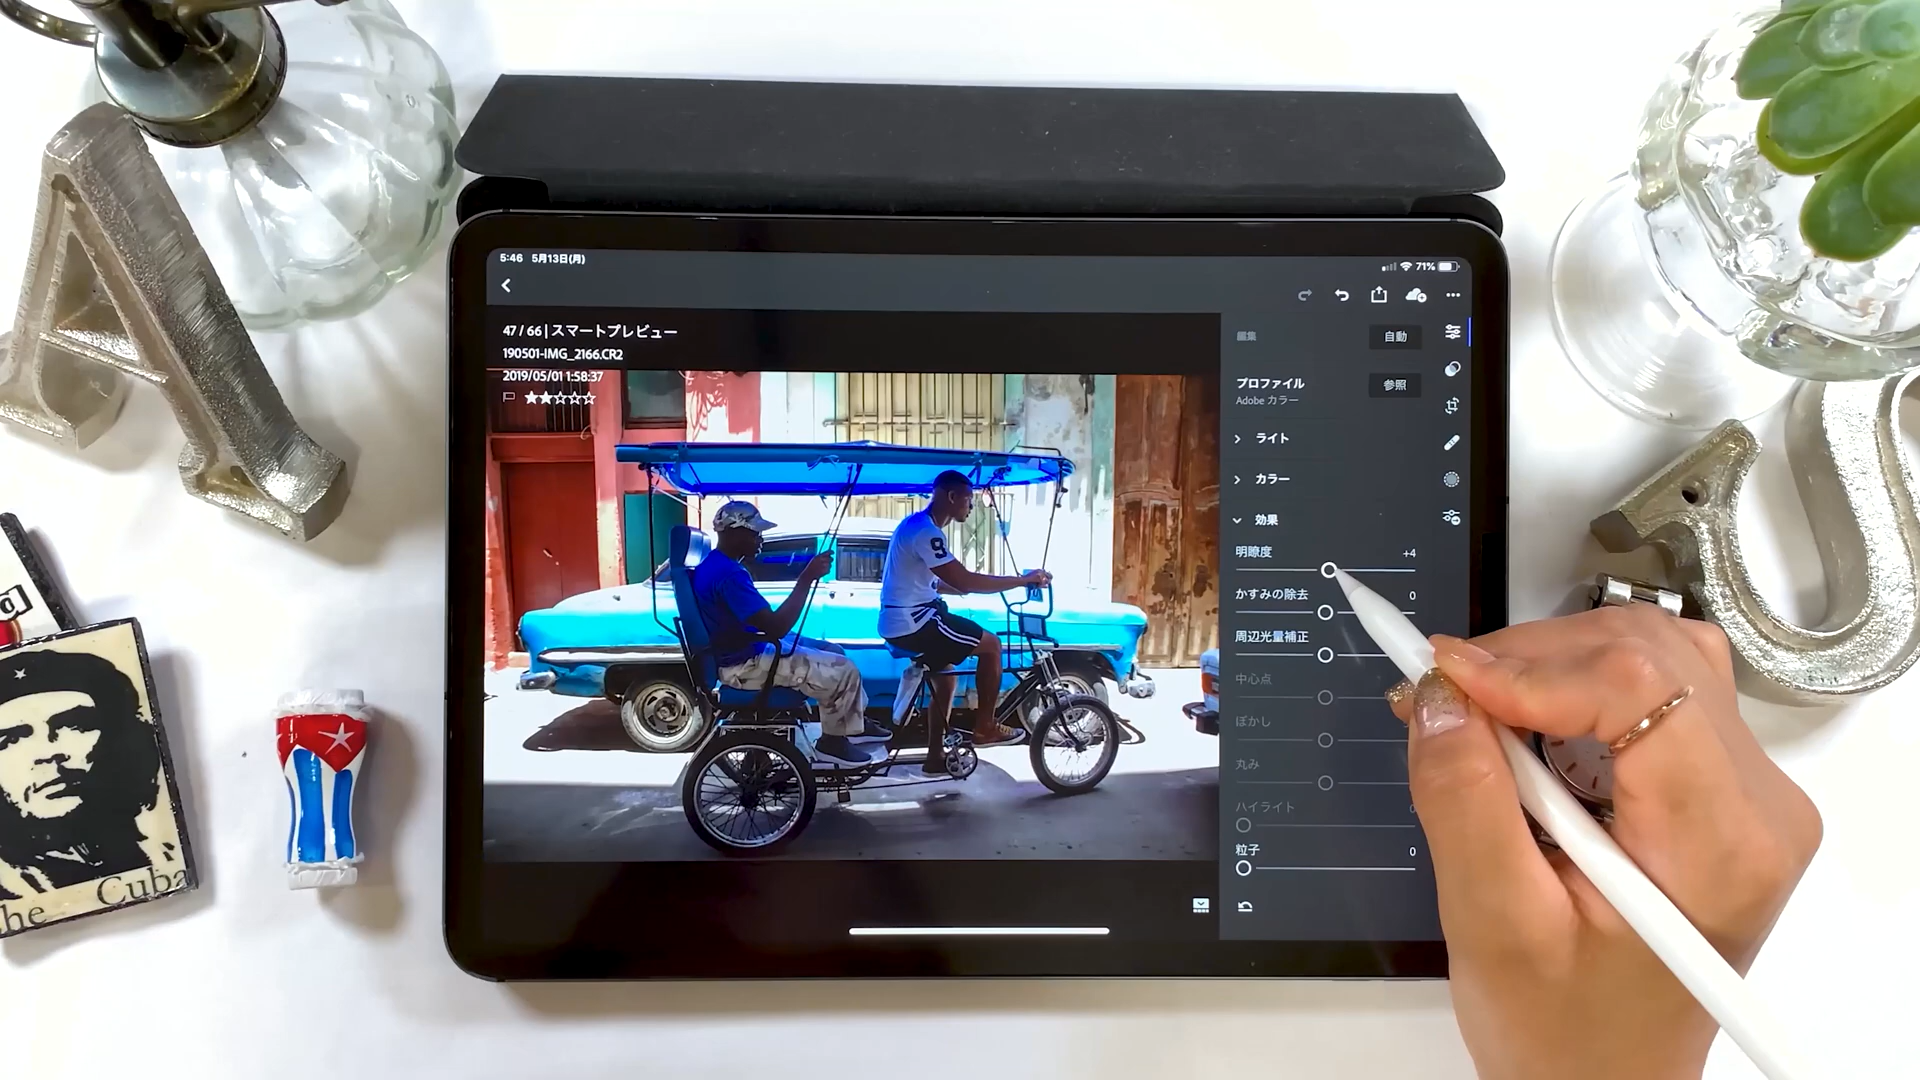 5:46 5月13日(月)
71%
47 / 66 | スマートプレビュー
190501-IMG_2166.CR2
2019/05/01 1:58:37
編集
自動
プロファイル
参照
Adobe カラー
ライト
カラー
効果
明瞭度 +4
かすみの除去 0
周辺光量補正
中心点
ぼかし
丸み
ハイライト
粒子 0
9
A
S
Cuba
he